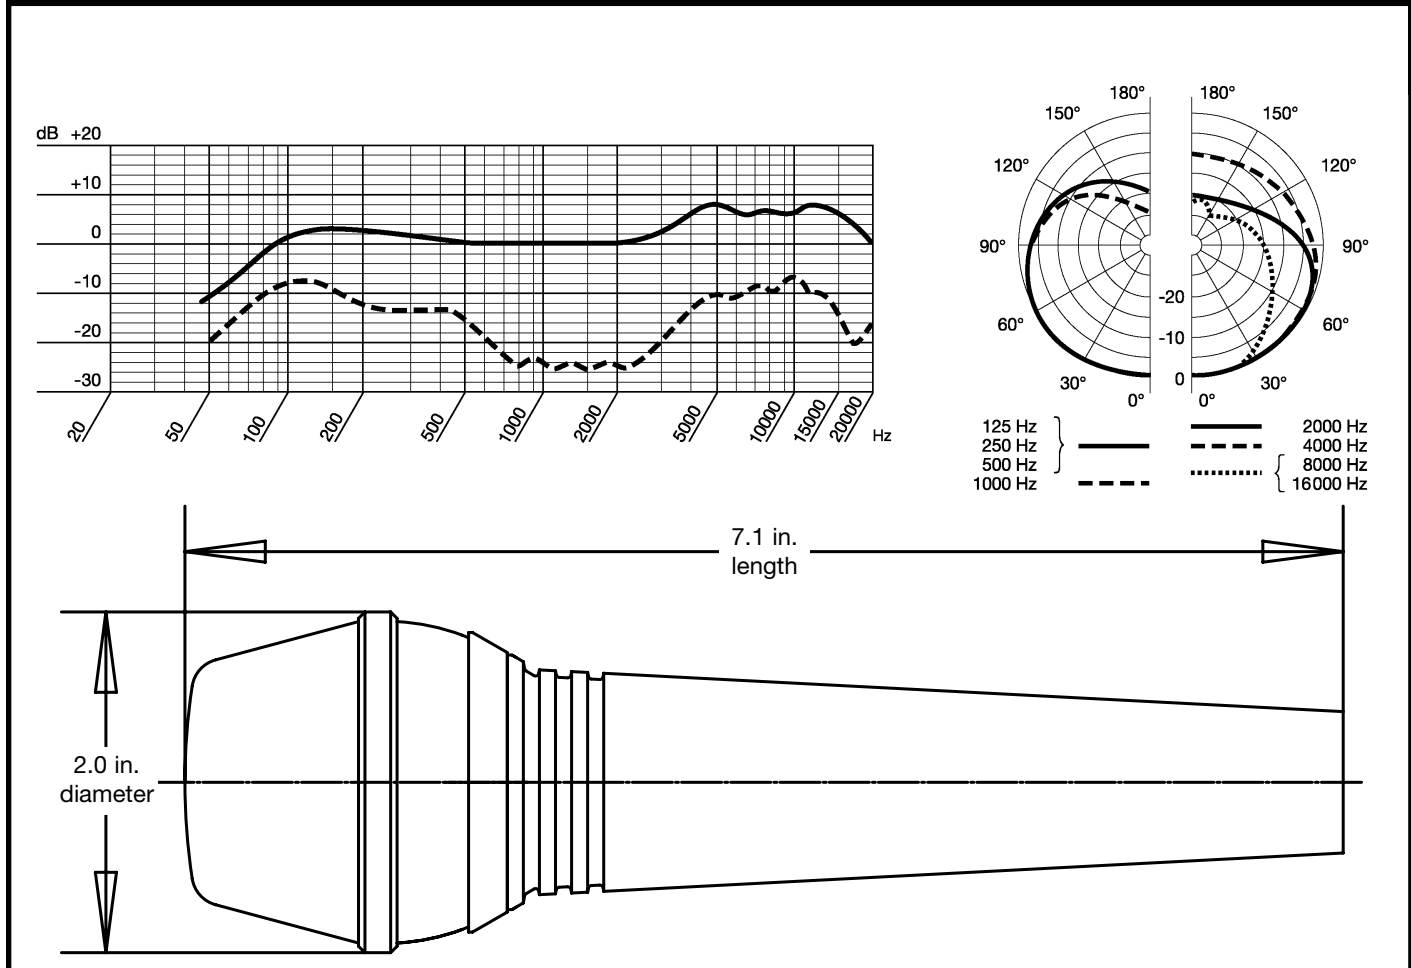 dB +20
+10
0
-10
-20
-30
20 50 100 200 500 1000 2000 5000 10000 15000 20000 Hz
180° 180°
150° 150°
120° 120°
90° 90°
60° 60°
30° 30°
0° 0°
-20
-10
0
125 Hz
250 Hz
500 Hz
1000 Hz
2000 Hz
4000 Hz
8000 Hz
16000 Hz
7.1 in.
length
2.0 in.
diameter